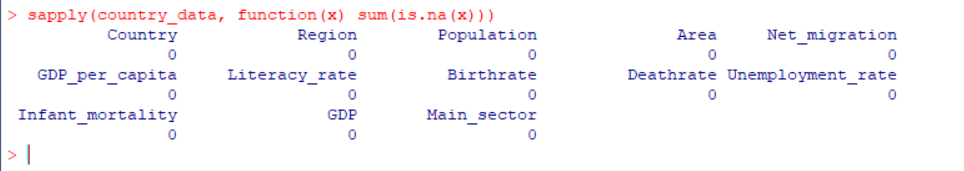 > sapply(country_data, function(x) sum(is.na(x)))
Country Region Population Area Net_migration
0 0 0 0 0
GDP_per_capita Literacy_rate Birthrate Deathrate Unemployment_rate
0 0 0 0 0
Infant_mortality GDP Main_sector
0 0 0
>